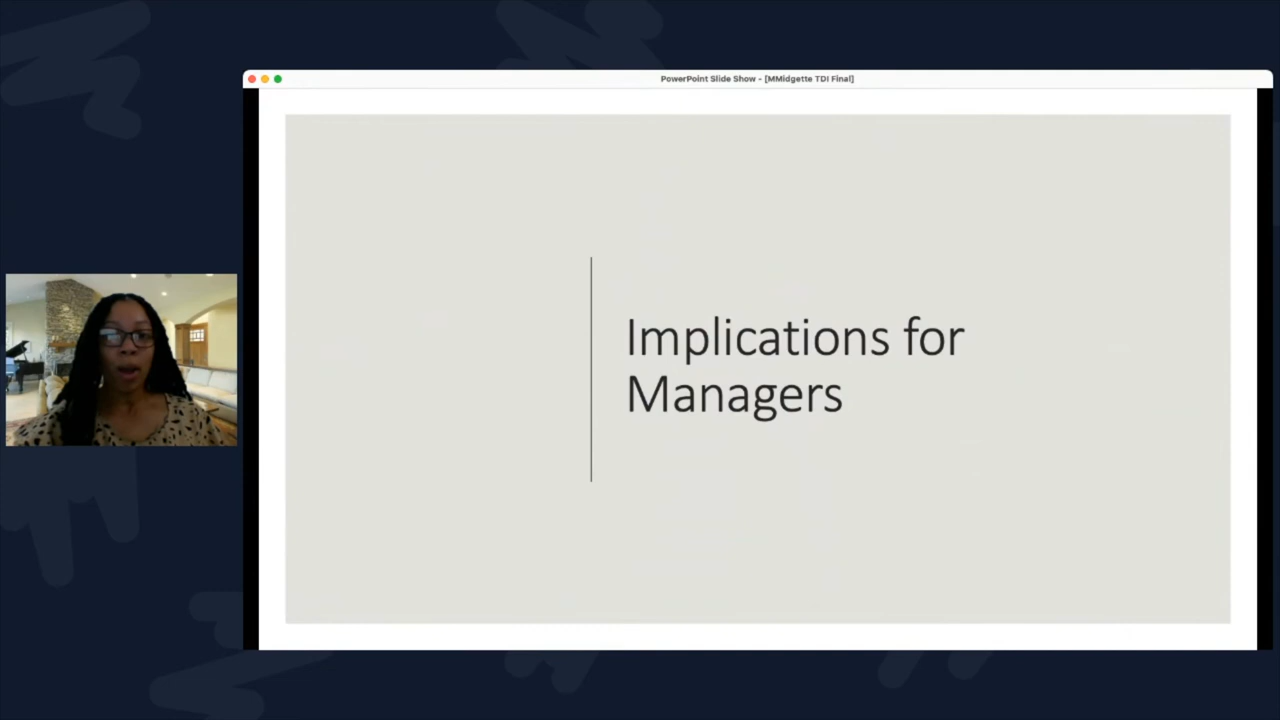 PowerPoint Slide Show - [MMidgette TDI Final]
Implications for
Managers